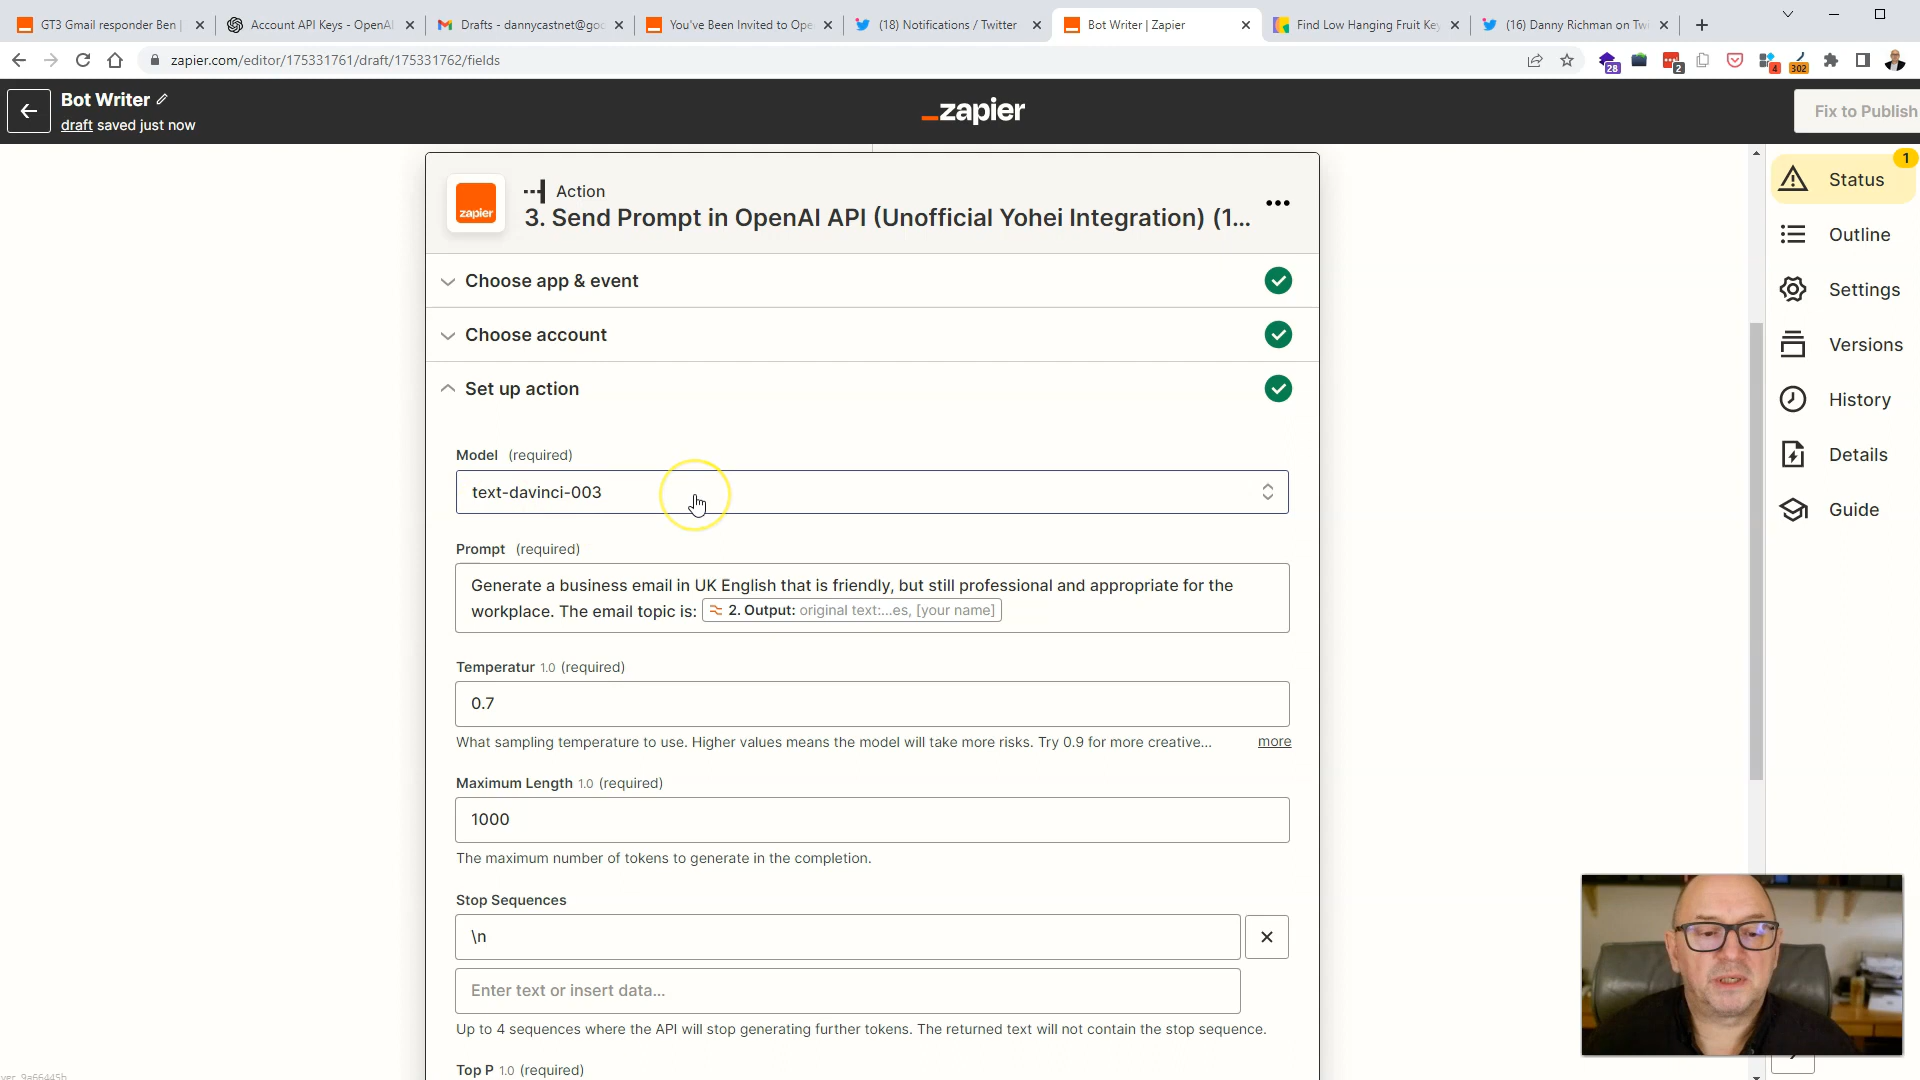 GT3 Gmail responder Ben |
Account API Keys - OpenAI
Drafts - dannycastnet@goo
You've Been Invited to Ope
(18) Notifications / Twitter
Bot Writer | Zapier
Find Low Hanging Fruit Key
(16) Danny Richman on Twi
zapier.com/editor/175331761/draft/175331762/fields
28
2
4
302
Bot Writer
draft saved just now
zapier
Fix to Publish
zapier
Action
3. Send Prompt in OpenAI API (Unofficial Yohei Integration) (1...
Choose app & event
Choose account
Set up action
Model (required)
text-davinci-003
Prompt (required)
Generate a business email in UK English that is friendly, but still professional and appropriate for the
workplace. The email topic is: 2. Output: original text:...es, [your name]
Temperatur 1.0 (required)
0.7
What sampling temperature to use. Higher values means the model will take more risks. Try 0.9 for more creative... more
Maximum Length 1.0 (required)
1000
The maximum number of tokens to generate in the completion.
Stop Sequences
\n
Enter text or insert data...
Up to 4 sequences where the API will stop generating further tokens. The returned text will not contain the stop sequence.
Top P 1.0 (required)
1
Status
Outline
Settings
Versions
History
Details
Guide